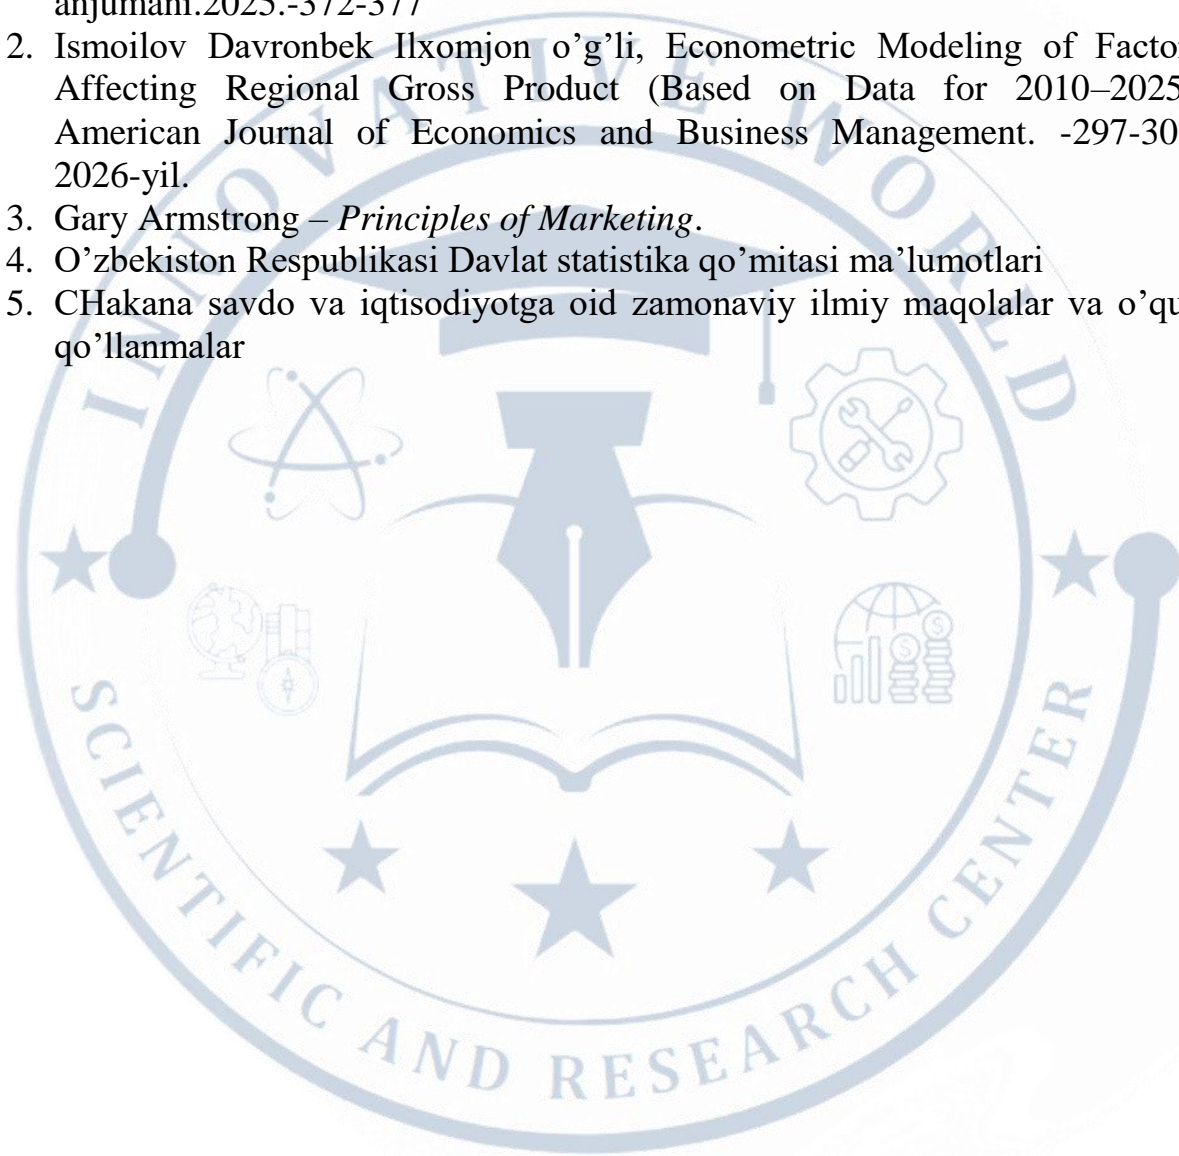 anjumani.2025.-372-377
2. Ismoilov Davronbek Ilxomjon o’g’li, Econometric Modeling of Facto
Affecting Regional Gross Product (Based on Data for 2010–2025
American Journal of Economics and Business Management. -297-30
2026-yil.
3. Gary Armstrong – Principles of Marketing.
4. O’zbekiston Respublikasi Davlat statistika qo’mitasi ma’lumotlari
5. CHakana savdo va iqtisodiyotga oid zamonaviy ilmiy maqolalar va o’qu
qo’llanmalar
INNOVATIVE WORLD
SCIENTIFIC AND RESEARCH CENTER